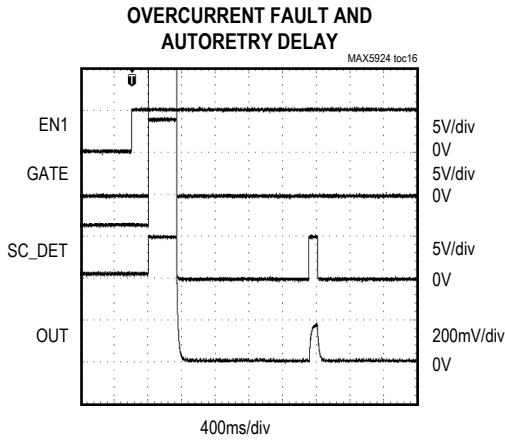 OVERCURRENT FAULT AND
AUTORETRY DELAY
MAX5924 toc16
T
EN1
5V/div
0V
GATE
5V/div
0V
SC_DET
5V/div
0V
OUT
200mV/div
0V
400ms/div